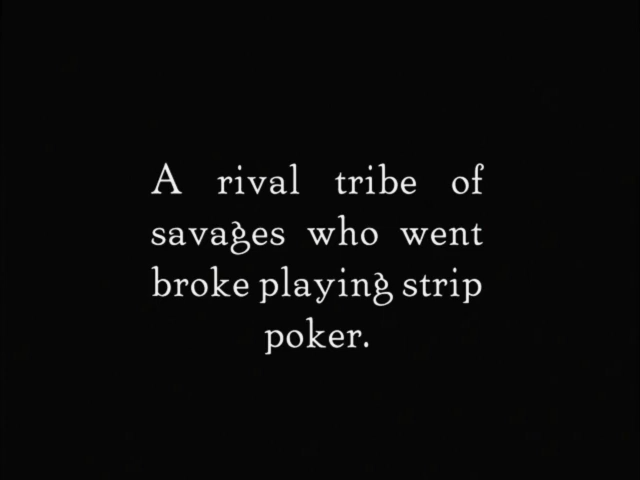 A rival tribe of
savages who went
broke playing strip
poker.